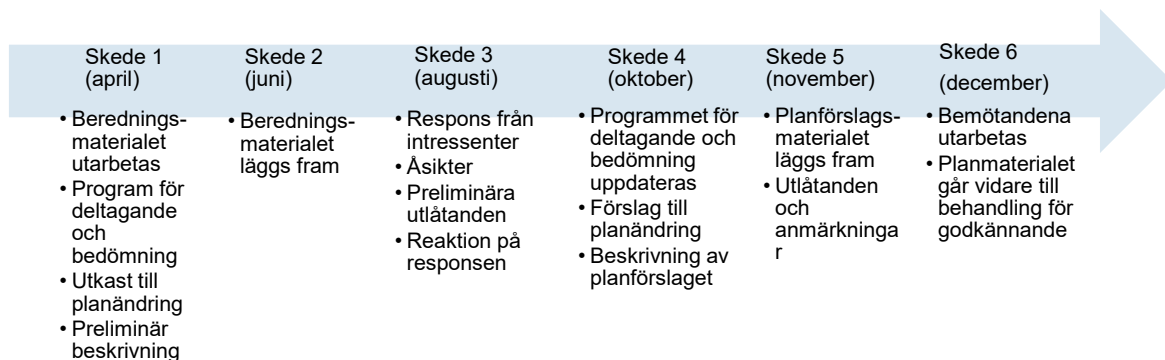 Skede 1
(april)
• Berednings-
materialet
utarbetas
• Program för
deltagande
och
bedömning
• Utkast till
planändring
• Preliminär
beskrivning
Skede 2
(juni)
• Berednings-
materialet
läggs fram
Skede 3
(augusti)
• Respons från
intressenter
• Åsikter
• Preliminära
utlåtanden
• Reaktion på
responsen
Skede 4
(oktober)
• Programmet för
deltagande och
bedömning
uppdateras
• Förslag till
planändring
• Beskrivning av
planförslaget
Skede 5
(november)
• Planförslags-
materialet
läggs fram
• Utlåtanden
och
anmärkninga
r
Skede 6
(december)
• Bemötandena
utarbetas
• Planmaterialet
går vidare till
behandling för
godkännande